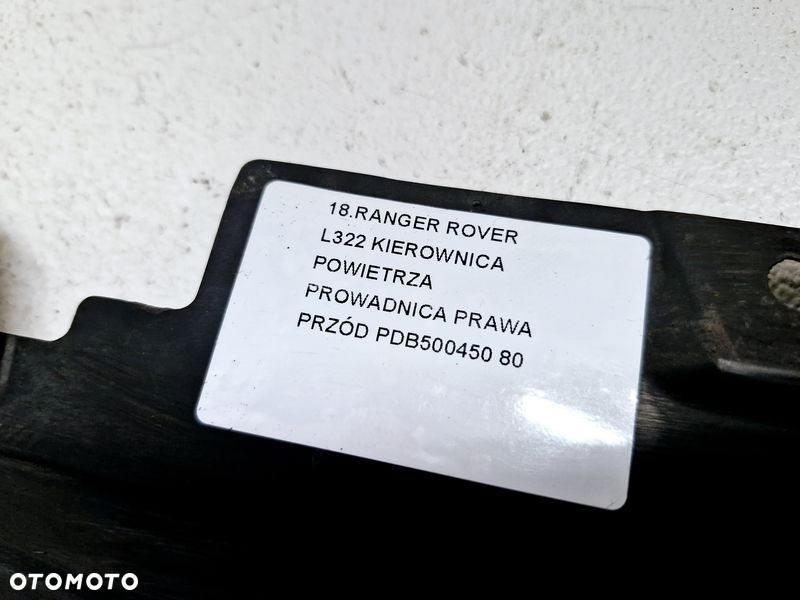 18.RANGER ROVER
L322 KIEROWNICA
POWIETRZA
PROWADNICA PRAWA
PRZÓD PDB500450 80
OTOMOTO